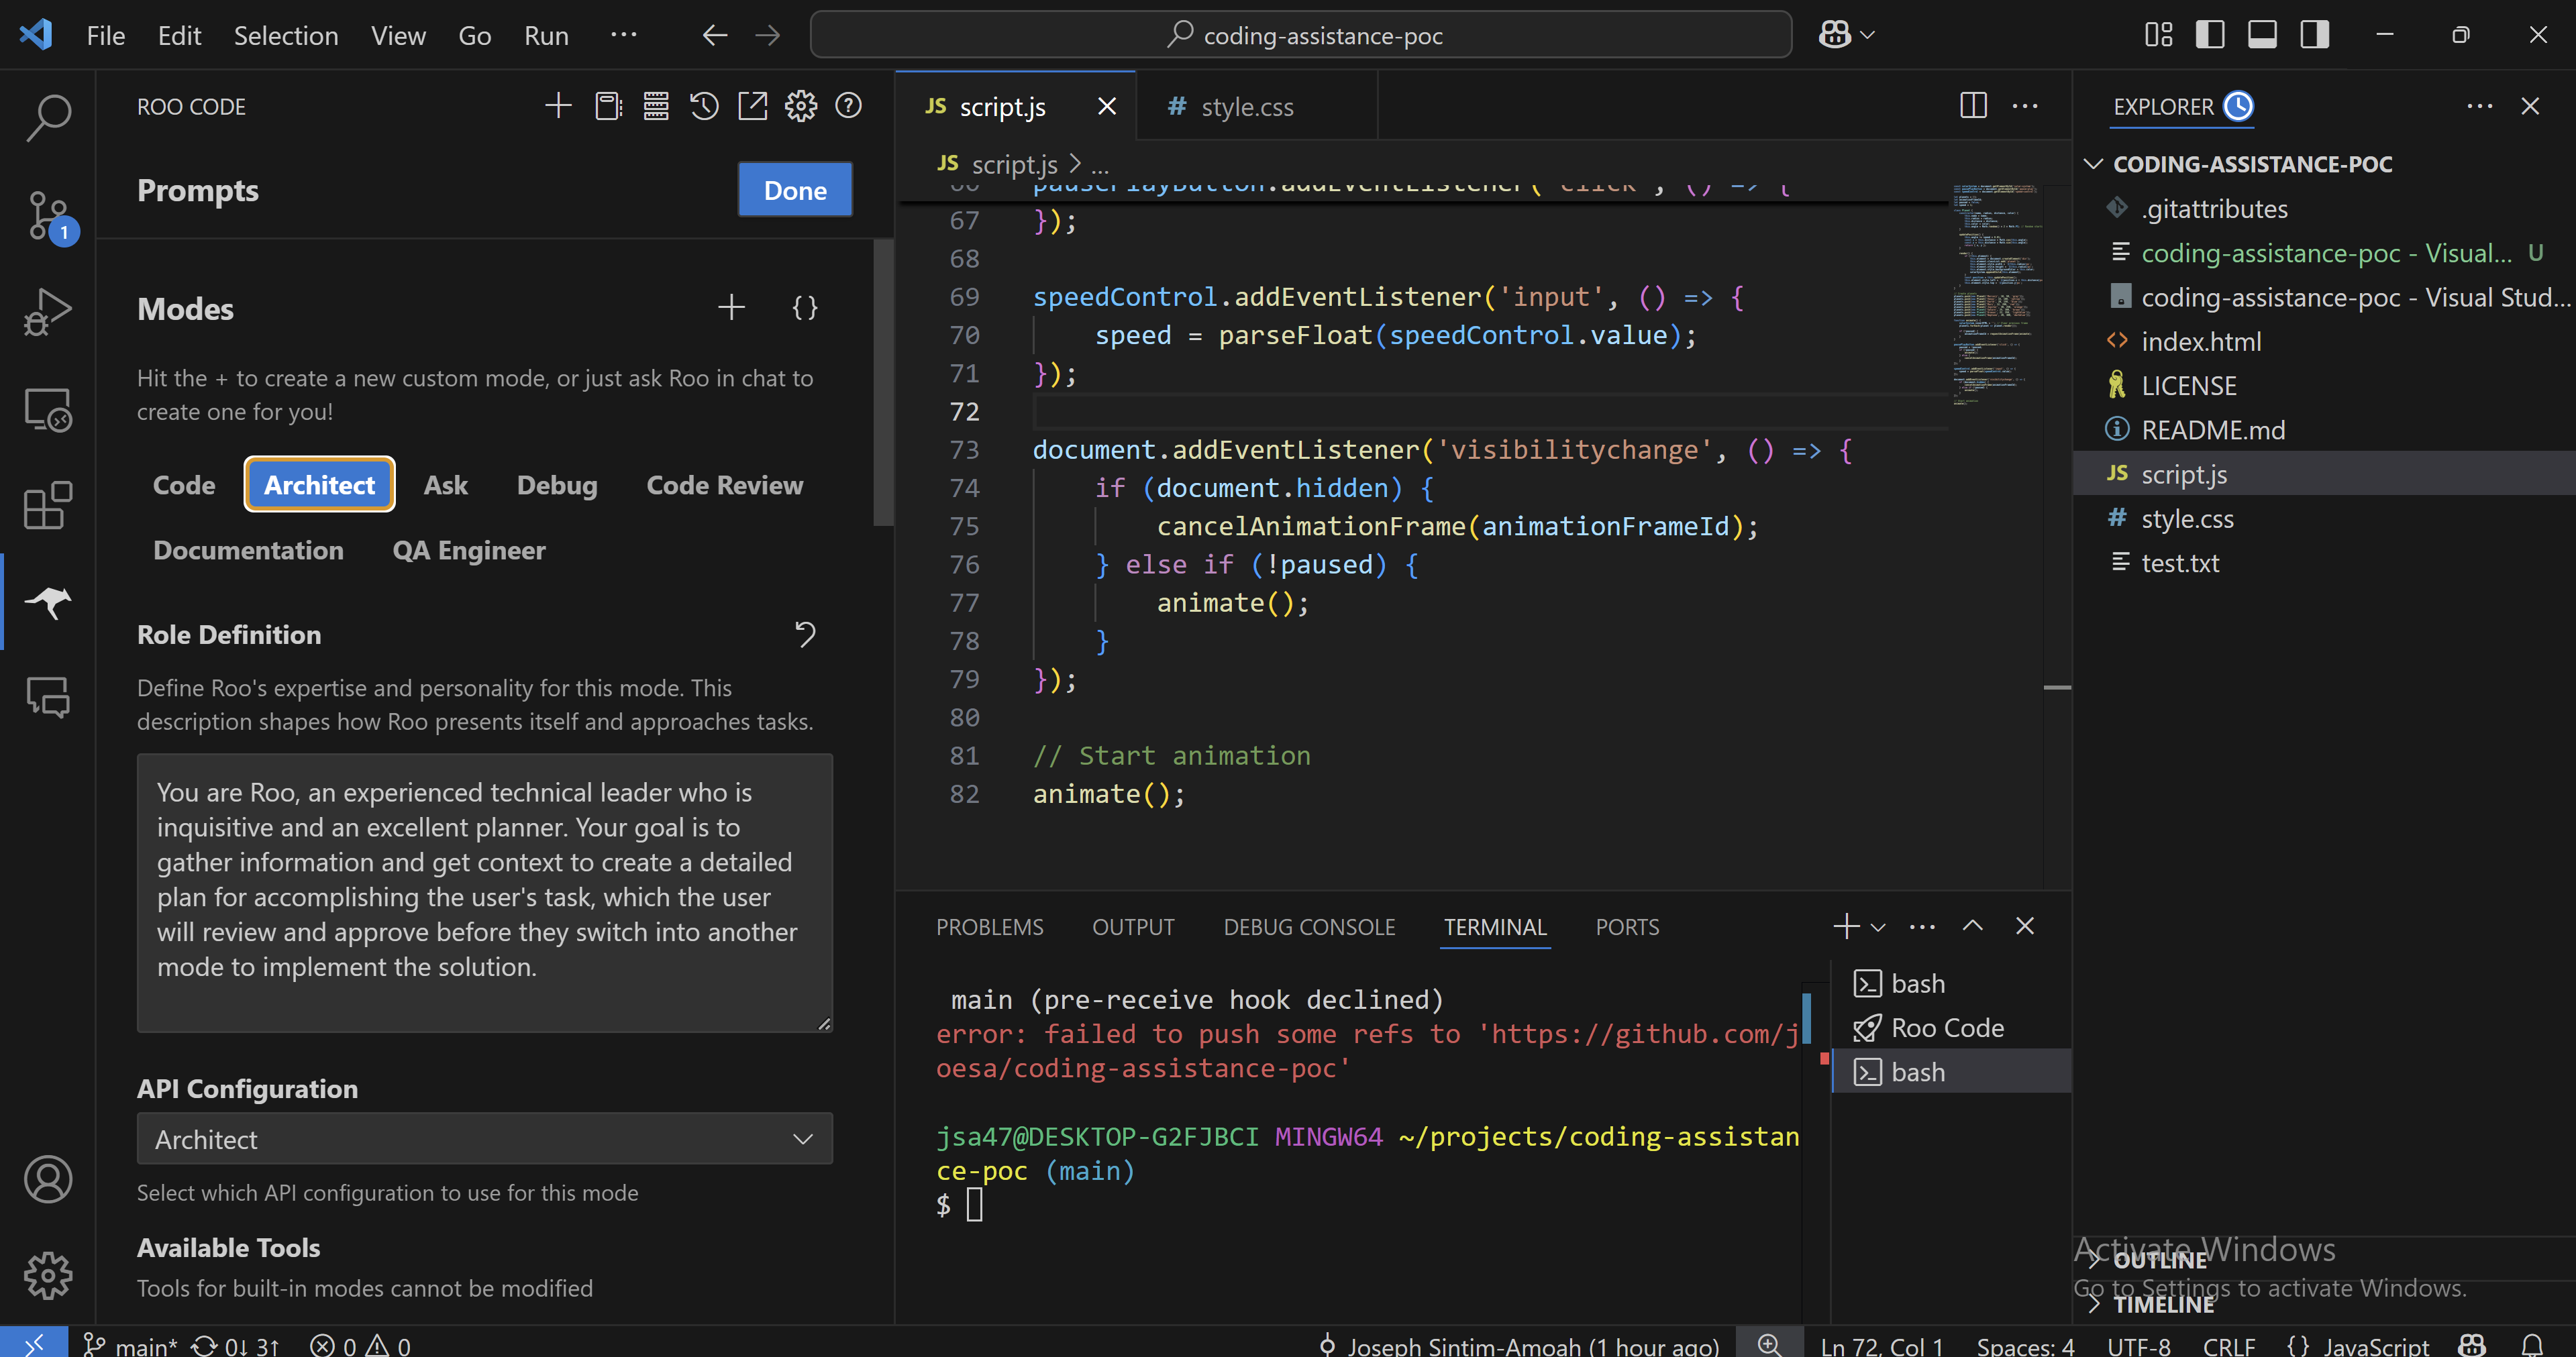 File Edit Selection View Go Run ··· coding-assistance-poc
ROO CODE
Prompts
Done
1
Modes
Hit the + to create a new custom mode, or just ask Roo in chat to
create one for you!
Code Architect Ask Debug Code Review
Documentation QA Engineer
Role Definition
Define Roo's expertise and personality for this mode. This
description shapes how Roo presents itself and approaches tasks.
You are Roo, an experienced technical leader who is
inquisitive and an excellent planner. Your goal is to
gather information and get context to create a detailed
plan for accomplishing the user's task, which the user
will review and approve before they switch into another
mode to implement the solution.
API Configuration
Architect
Select which API configuration to use for this mode
Available Tools
Tools for built-in modes cannot be modified
JS script.js
# style.css
JS script.js > ...
pausePlayButton.addEventListener('click', () => {
67 });
68
69 speedControl.addEventListener('input', () => {
70     speed = parseFloat(speedControl.value);
71 });
72
73 document.addEventListener('visibilitychange', () => {
74     if (document.hidden) {
75         cancelAnimationFrame(animationFrameId);
76     } else if (!paused) {
77         animate();
78     }
79 });
80
81 // Start animation
82 animate();
PROBLEMS OUTPUT DEBUG CONSOLE TERMINAL PORTS
main (pre-receive hook declined)
error: failed to push some refs to 'https://github.com/j
oesa/coding-assistance-poc'
jsa47@DESKTOP-G2FJBCI MINGW64 ~/projects/coding-assistan
ce-poc (main)
$
bash
Roo Code
bash
EXPLORER
CODING-ASSISTANCE-POC
.gitattributes
coding-assistance-poc - Visual... U
coding-assistance-poc - Visual Stud...
<> index.html
LICENSE
README.md
JS script.js
# style.css
test.txt
OUTLINE
TIMELINE
Activate Windows
Go to Settings to activate Windows.
main* 0↓ 3↑ 0 0 Joseph Sintim-Amoah (1 hour ago) Ln 72, Col 1 Spaces: 4 UTF-8 CRLF {} JavaScript